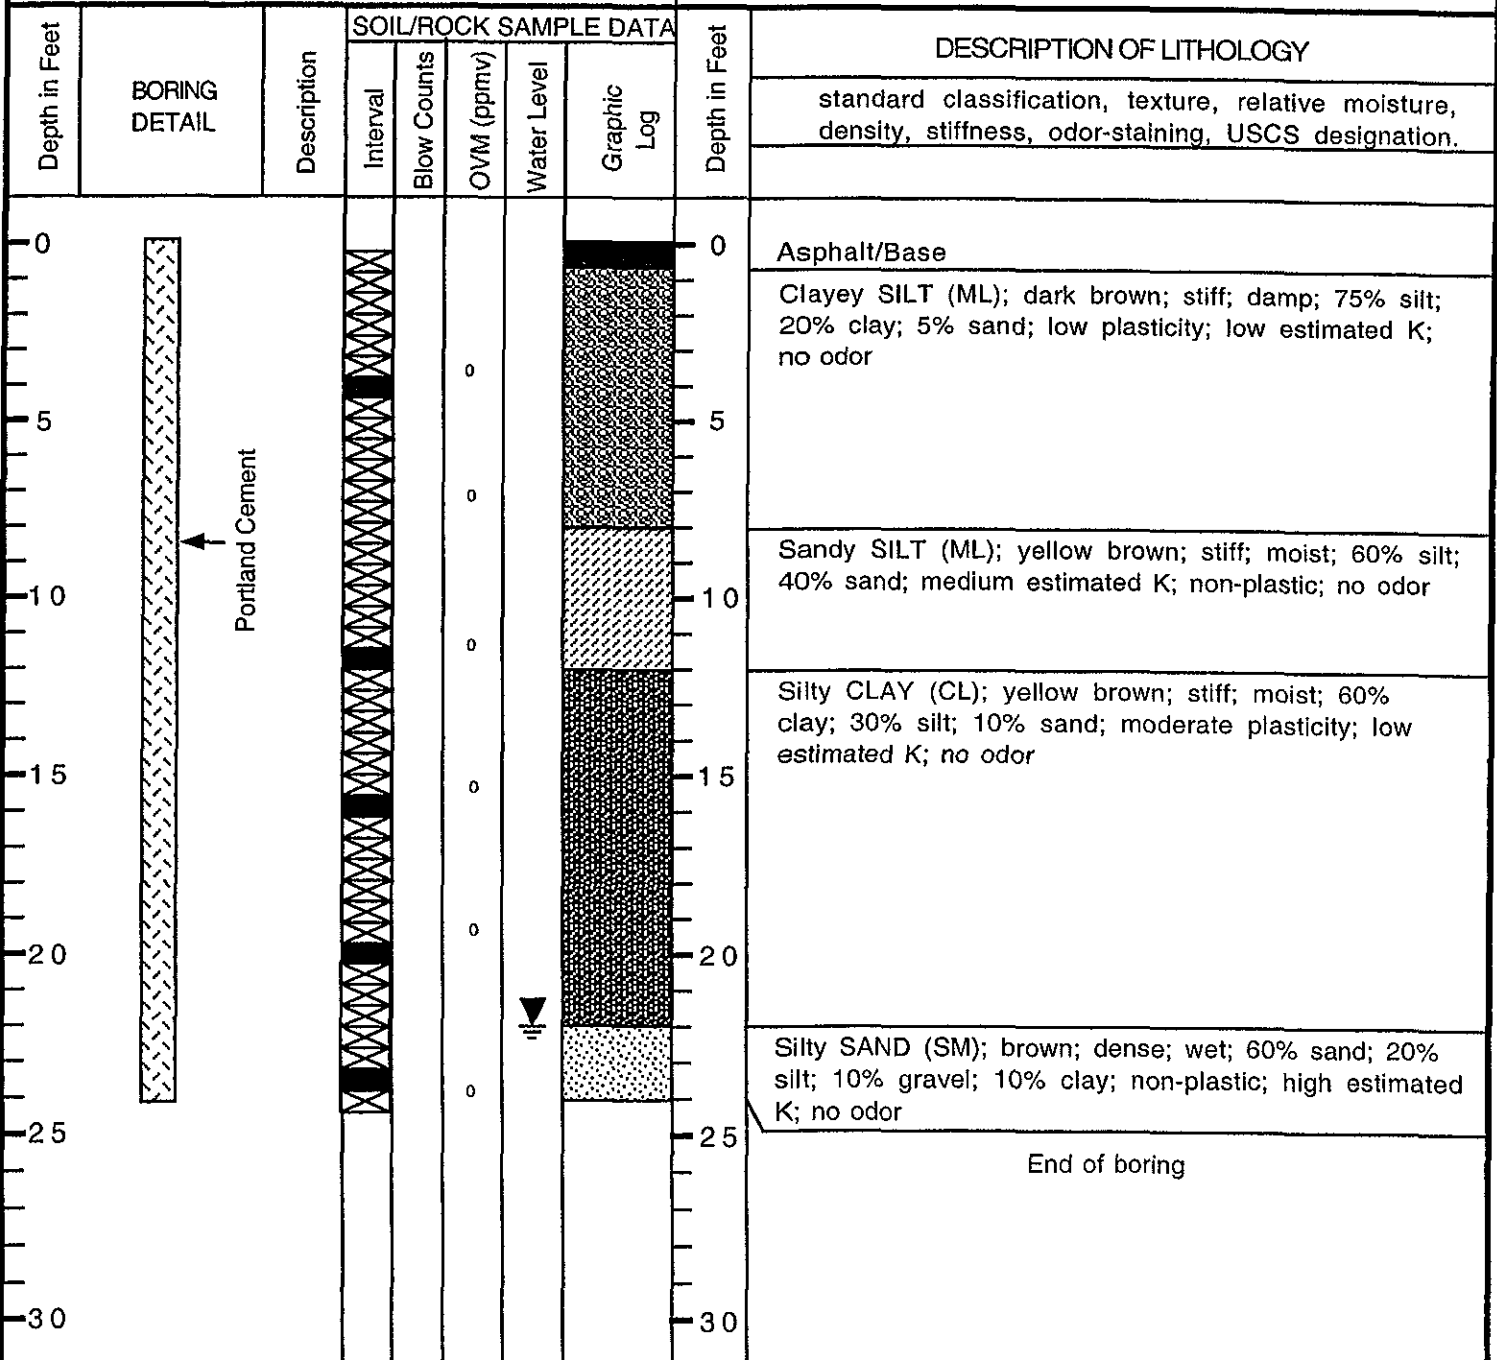 SOIL/ROCK SAMPLE DATA
Depth in Feet
BORING
DETAIL
Description
Interval
Blow Counts
OVM (ppmv)
Water Level
Graphic
Log
Depth in Feet
DESCRIPTION OF LITHOLOGY
standard classification, texture, relative moisture,
density, stiffness, odor-staining, USCS designation.
0
5
10
15
20
25
30
Portland Cement
0
0
0
0
0
0
0
5
10
15
20
25
30
Asphalt/Base
Clayey SILT (ML); dark brown; stiff; damp; 75% silt;
20% clay; 5% sand; low plasticity; low estimated K;
no odor
Sandy SILT (ML); yellow brown; stiff; moist; 60% silt;
40% sand; medium estimated K; non-plastic; no odor
Silty CLAY (CL); yellow brown; stiff; moist; 60%
clay; 30% silt; 10% sand; moderate plasticity; low
estimated K; no odor
Silty SAND (SM); brown; dense; wet; 60% sand; 20%
silt; 10% gravel; 10% clay; non-plastic; high estimated
K; no odor
End of boring